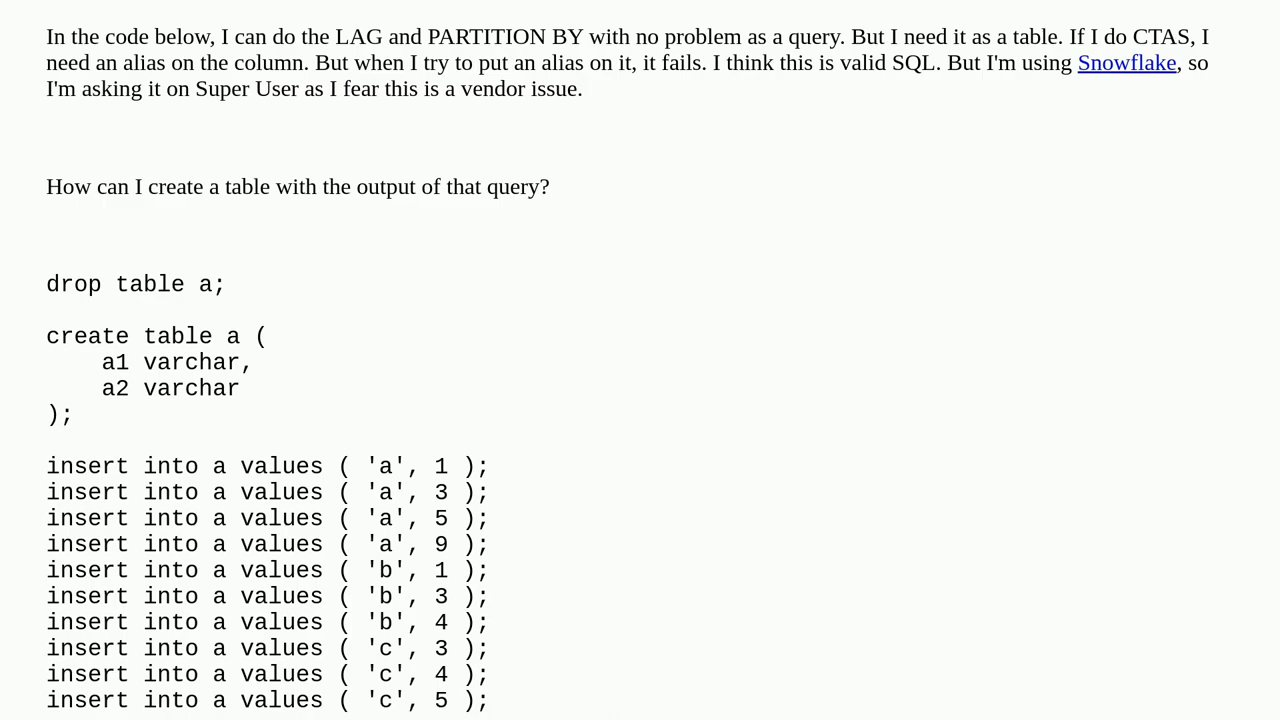 In the code below, I can do the LAG and PARTITION BY with no problem as a query. But I need it as a table. If I do CTAS, I
need an alias on the column. But when I try to put an alias on it, it fails. I think this is valid SQL. But I'm using Snowflake, so
I'm asking it on Super User as I fear this is a vendor issue.
How can I create a table with the output of that query?
drop table a;
create table a (
    a1 varchar,
    a2 varchar
);
insert into a values ( 'a', 1 );
insert into a values ( 'a', 3 );
insert into a values ( 'a', 5 );
insert into a values ( 'a', 9 );
insert into a values ( 'b', 1 );
insert into a values ( 'b', 3 );
insert into a values ( 'b', 4 );
insert into a values ( 'c', 3 );
insert into a values ( 'c', 4 );
insert into a values ( 'c', 5 );